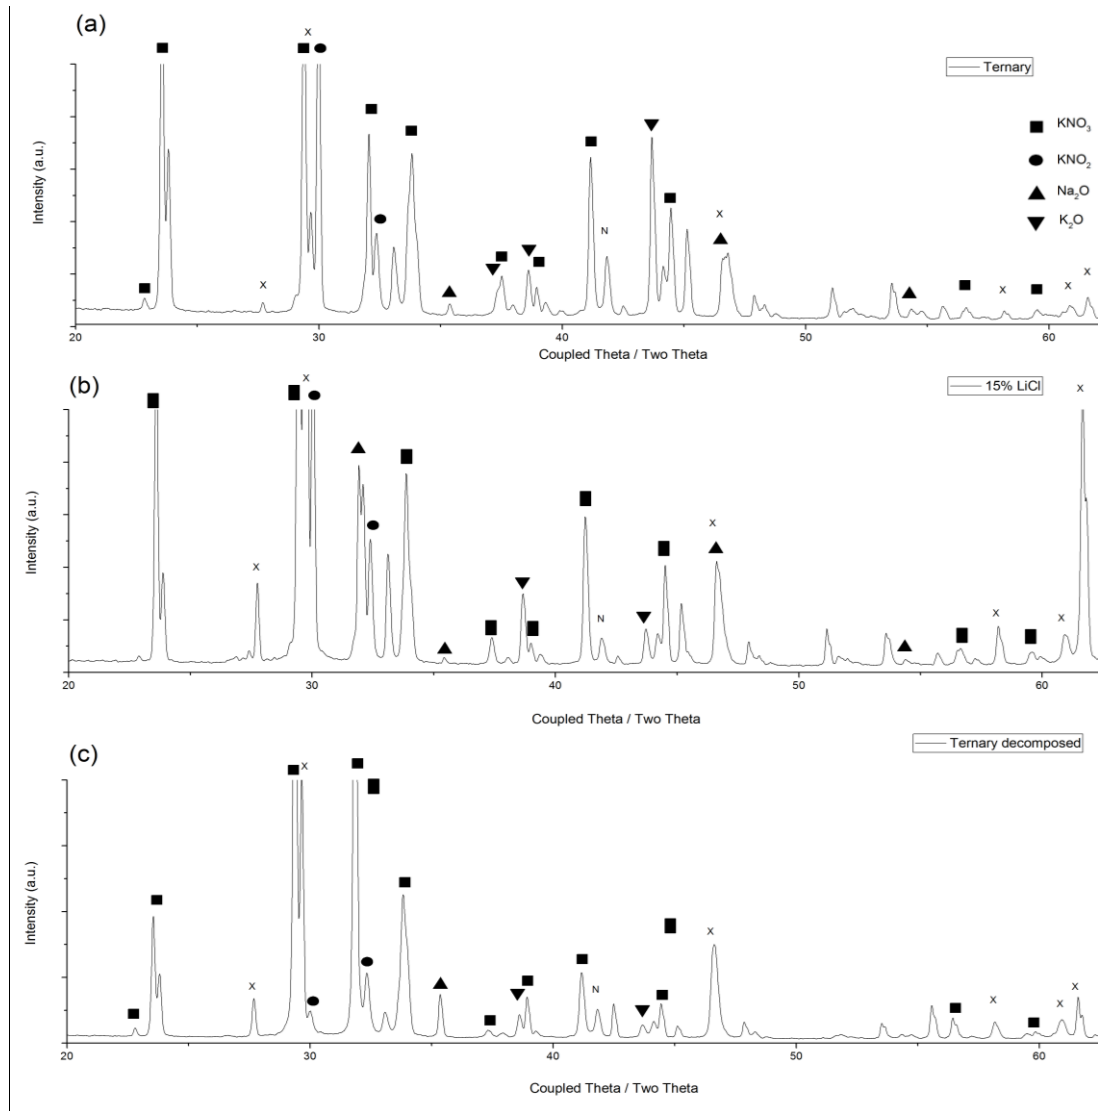 (a)
X
Ternary
KNO₃
KNO₂
Na₂O
K₂O
X
N
X
X
X
X
Intensity (a.u.)
20 30 40 50 60
Coupled Theta / Two Theta
(b)
X
15% LiCl
X
X
X
N
X
X
Intensity (a.u.)
20 30 40 50 60
Coupled Theta / Two Theta
(c)
Ternary decomposed
X
X
X
N
X
X
X
Intensity (a.u.)
20 30 40 50 60
Coupled Theta / Two Theta